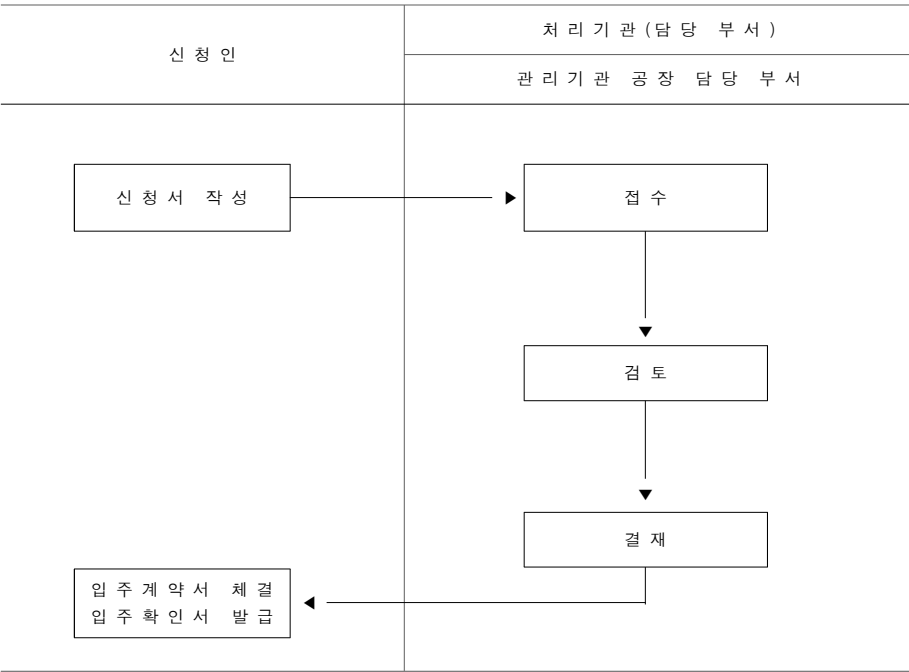 신청인
처리기관(담당 부서)
관리기관 공장 담당 부서
신청서 작성
접수
검토
결재
입주계약서 체결
입주확인서 발급